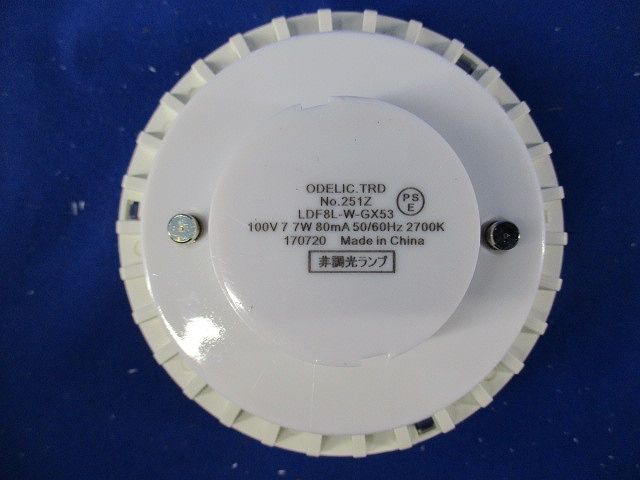 ODELIC.TRD
No.251Z
PS
E
LDF8L-W-GX53
100V 7 7W 80mA 50/60Hz 2700K
170720 Made in China
非調光ランプ